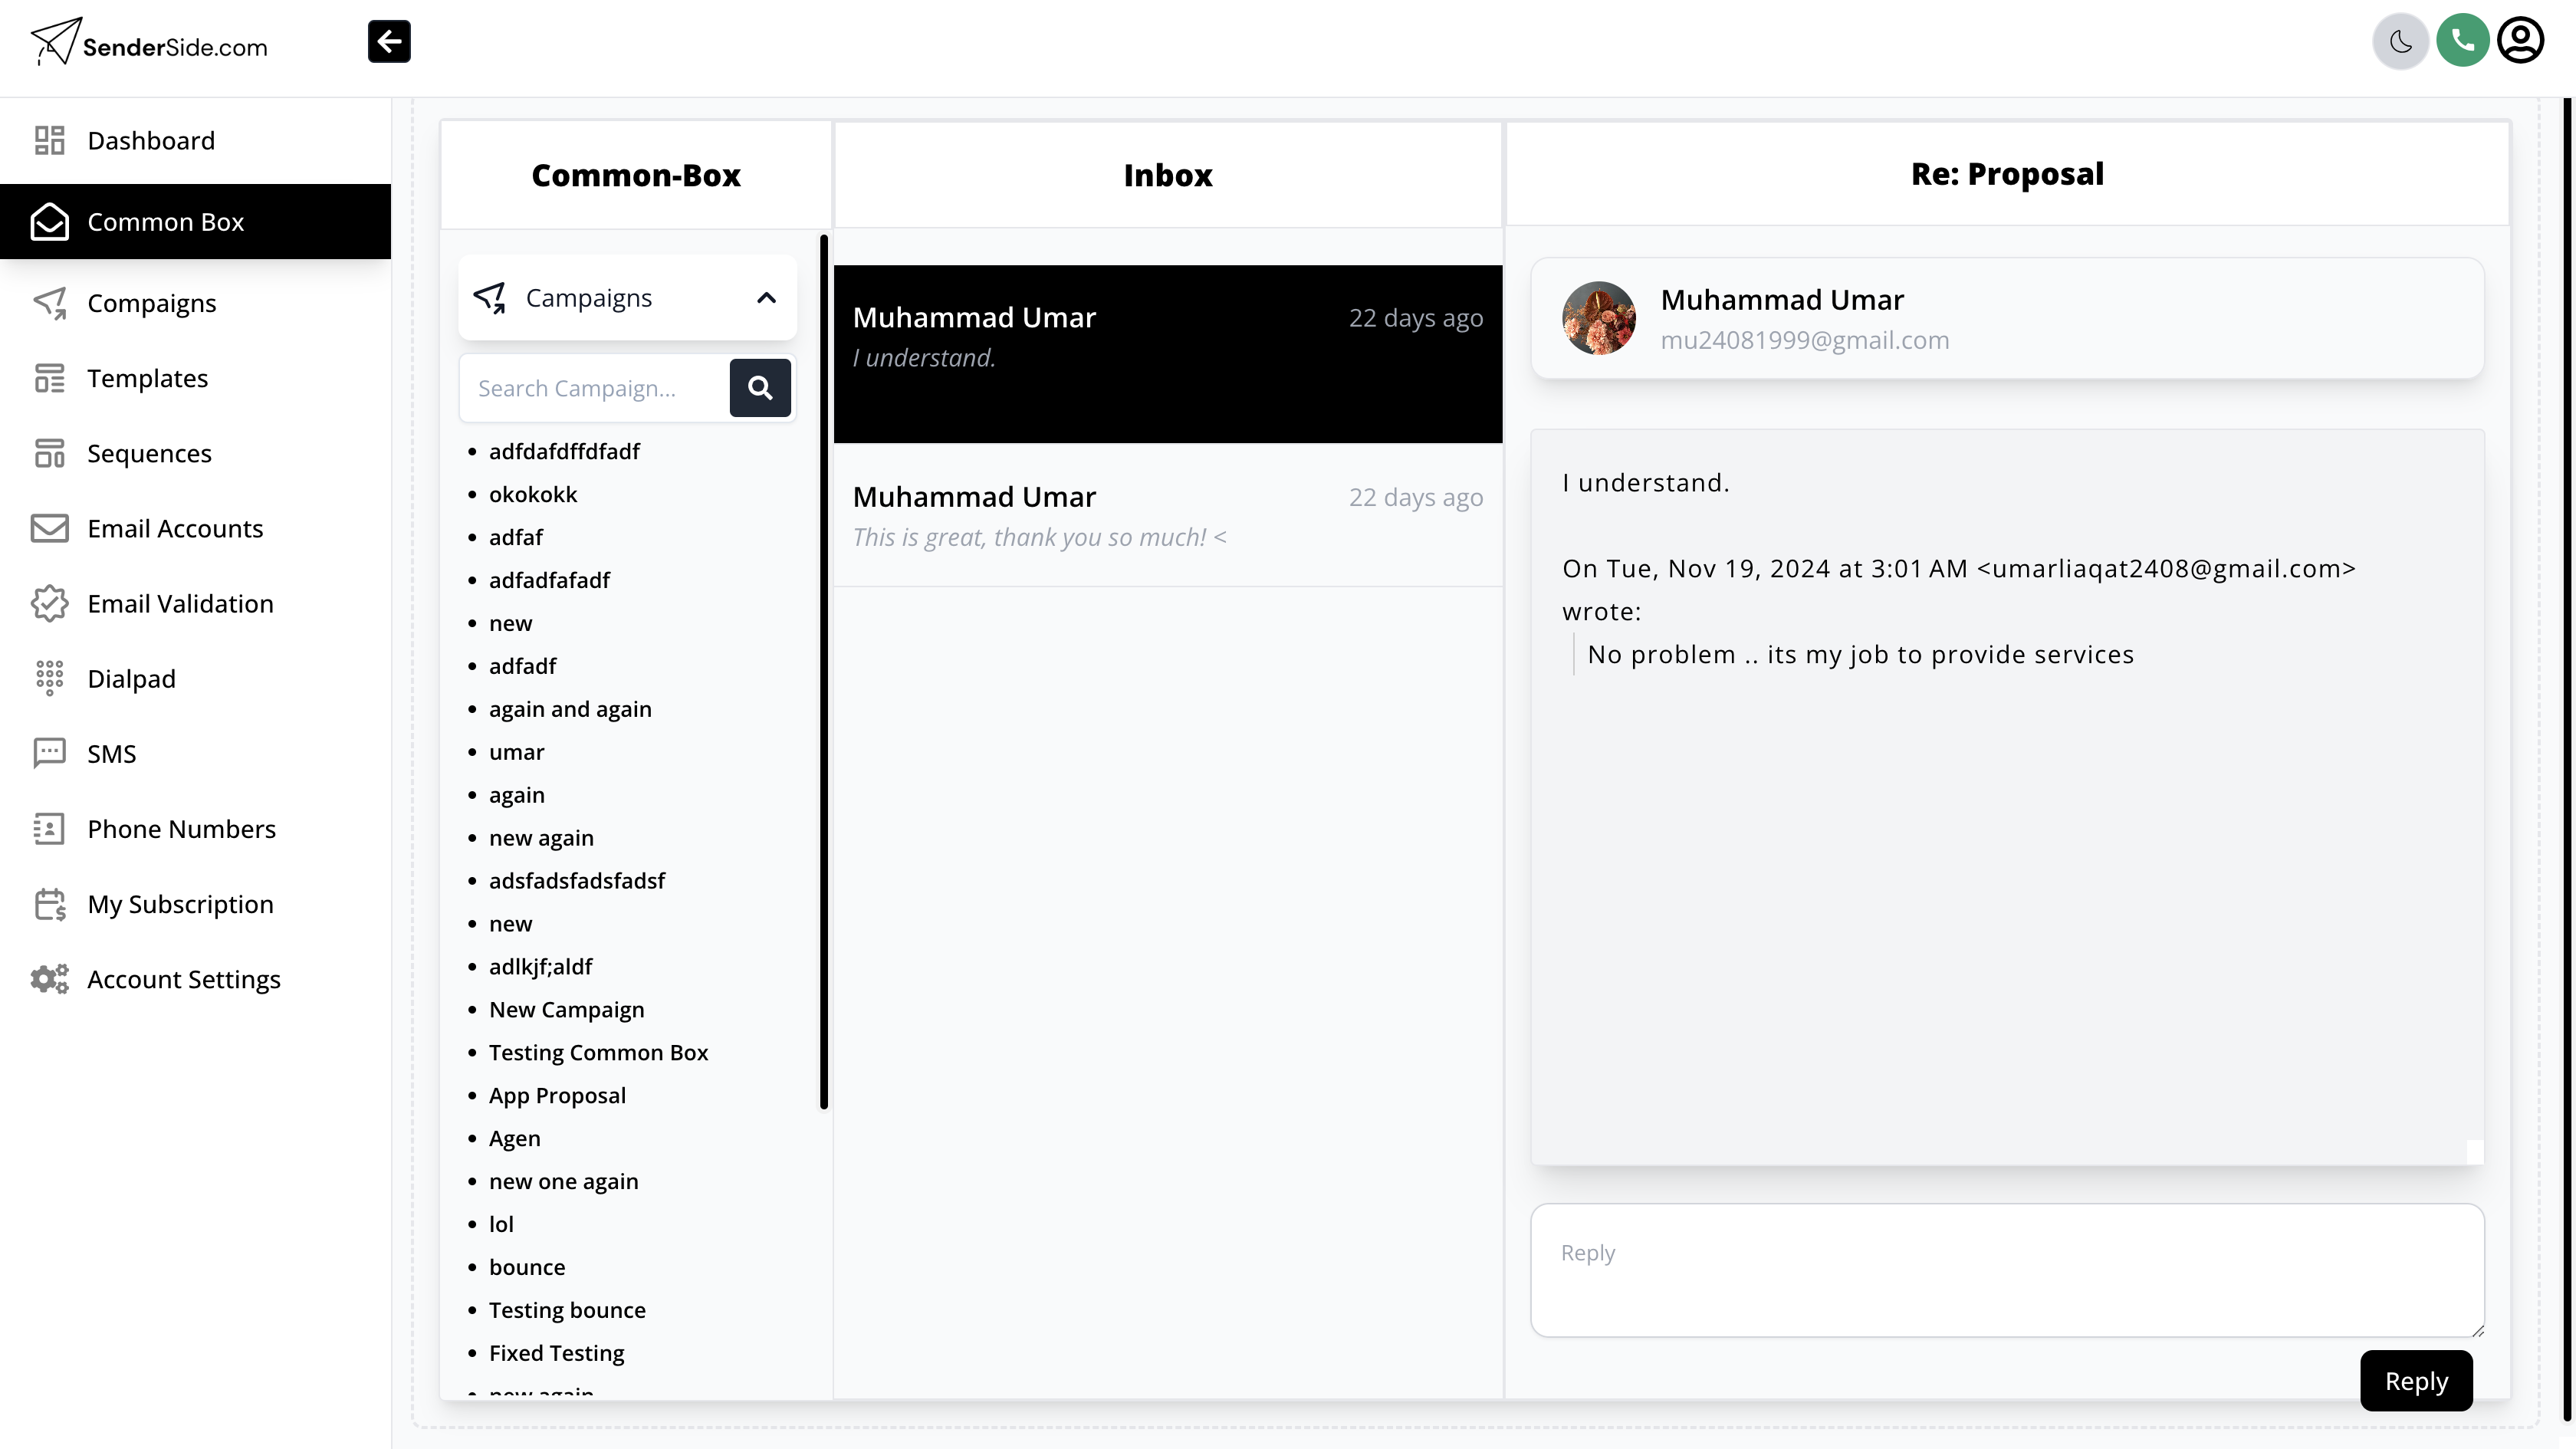 SenderSide.com
Dashboard
Common Box
Compaigns
Templates
Sequences
Email Accounts
Email Validation
Dialpad
SMS
Phone Numbers
My Subscription
Account Settings
Common-Box
Campaigns
Search Campaign...
adfdafdffdfadf
okokokk
adfaf
adfadfafadf
new
adfadf
again and again
umar
again
new again
adsfadsfadsfadsf
new
adlkjf;aldf
New Campaign
Testing Common Box
App Proposal
Agen
new one again
lol
bounce
Testing bounce
Fixed Testing
new again
Inbox
Muhammad Umar 22 days ago
I understand.
Muhammad Umar 22 days ago
This is great, thank you so much! <
Re: Proposal
Muhammad Umar
mu24081999@gmail.com
I understand.
On Tue, Nov 19, 2024 at 3:01 AM <umarliaqat2408@gmail.com>
wrote:
No problem .. its my job to provide services
Reply
Reply